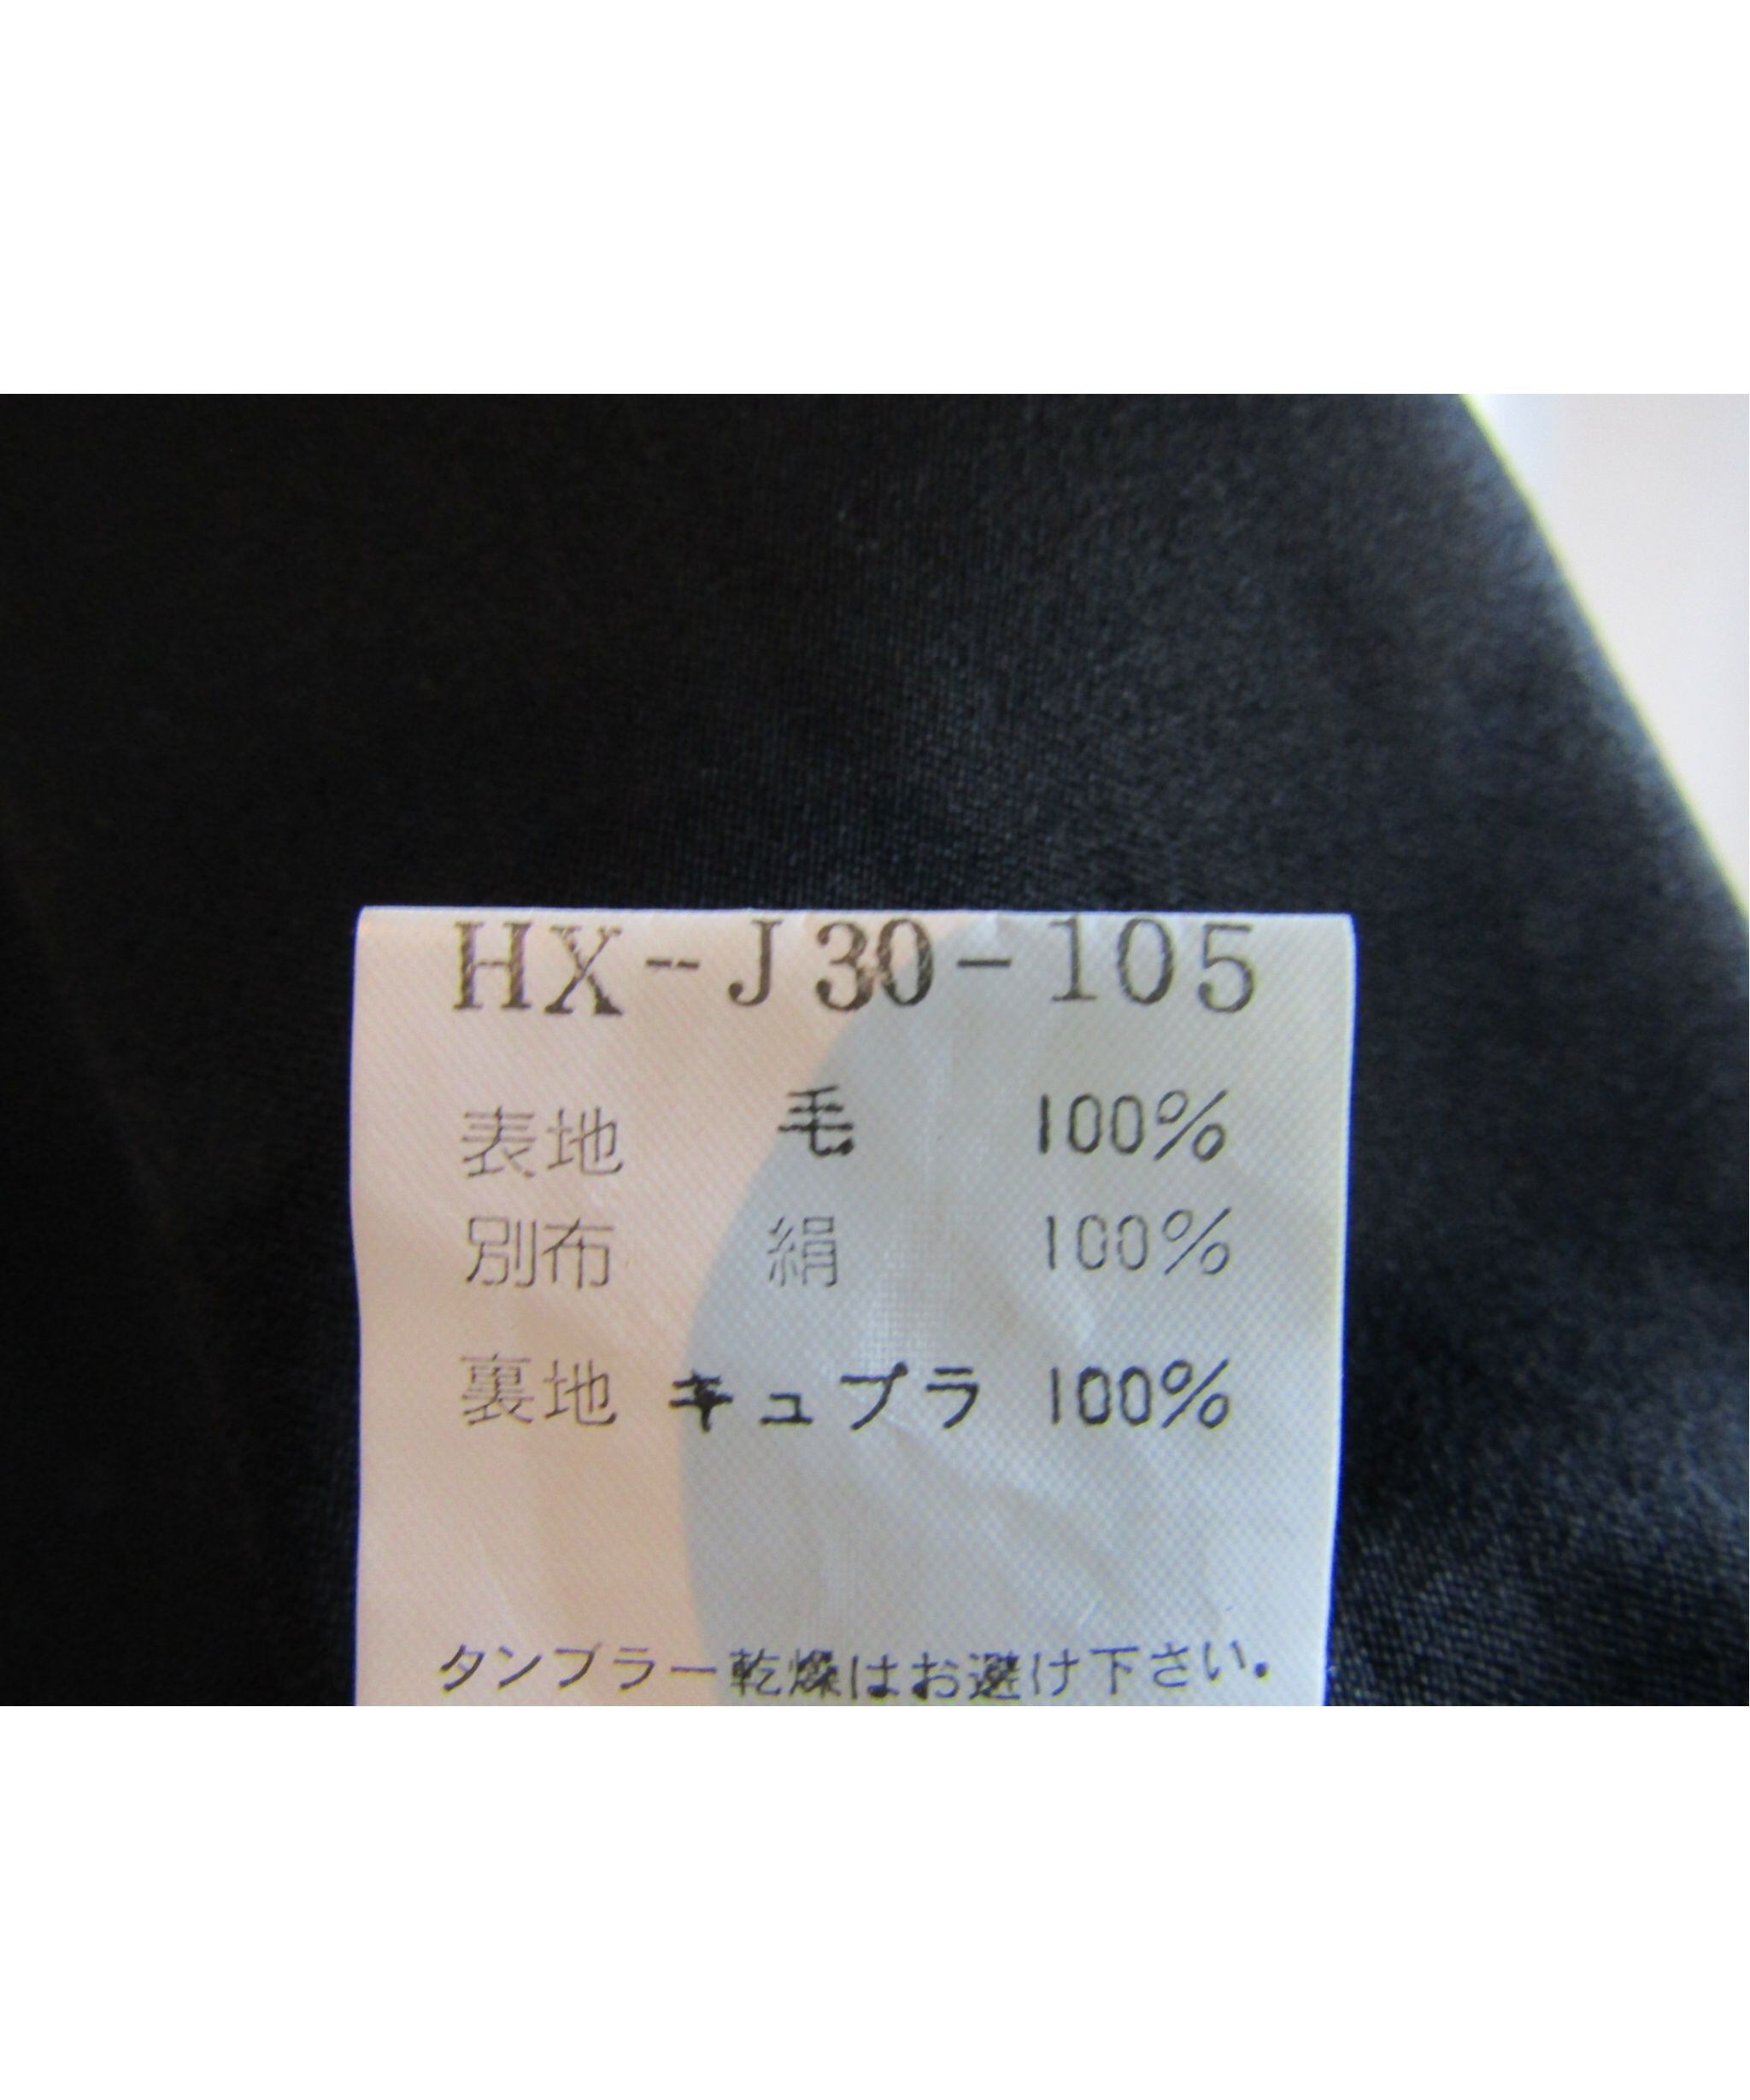 HX-J30-105
表地 毛 100%
別布 絹 100%
裏地 キュプラ 100%
タンブラー乾燥はお避け下さい。